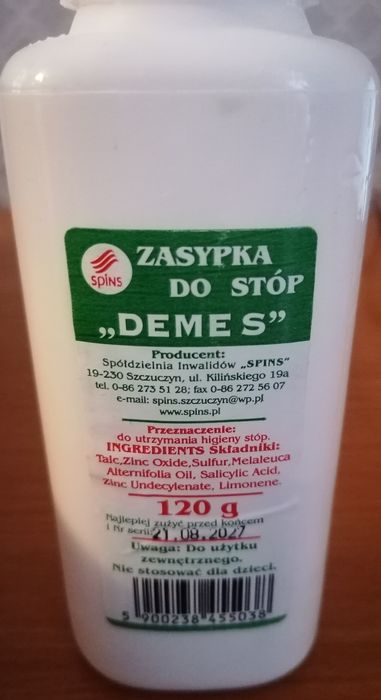 SPINS
ZASYPKA
DO STÓP
„DEMES”
Producent:
Spółdzielnia Inwalidów „SPINS”
19-230 Szczuczyn, ul. Kilińskiego 19a
tel. 0-86 273 51 28; fax 0-86 272 56 07
e-mail: spins.szczuczyn@wp.pl
www.spins.pl
Przeznaczenie:
do utrzymania higieny stóp.
INGREDIENTS Składniki:
Talc,Zinc Oxide,Sulfur,Melaleuca
Alternifolia Oil, Salicylic Acid,
Zinc Undecylenate, Limonene.
120 g
Najlepiej zużyć przed końcem
i Nr serii: 21.08.2027
Uwaga: Do użytku
zewnętrznego.
Nie stosować dla dzieci.
5 900238 455038